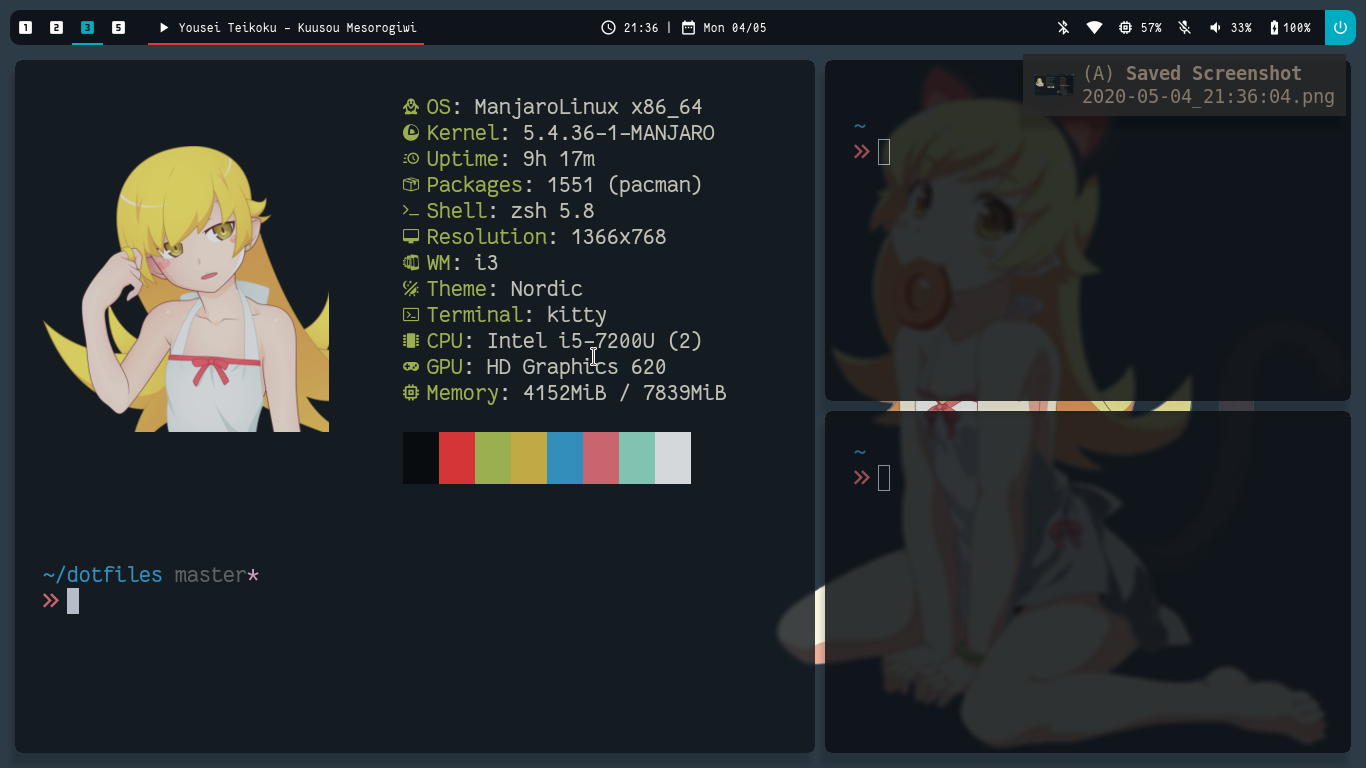 1 2 3 5 Yousei Teikoku - Kuusou Mesorogiwi 21:36 | Mon 04/05 57% 33% 100%
(A) Saved Screenshot
2020-05-04_21:36:04.png
OS: ManjaroLinux x86_64
Kernel: 5.4.36-1-MANJARO
Uptime: 9h 17m
Packages: 1551 (pacman)
Shell: zsh 5.8
Resolution: 1366x768
WM: i3
Theme: Nordic
Terminal: kitty
CPU: Intel i5-7200U (2)
GPU: HD Graphics 620
Memory: 4152MiB / 7839MiB
~/dotfiles master*
»
~
»
~
»